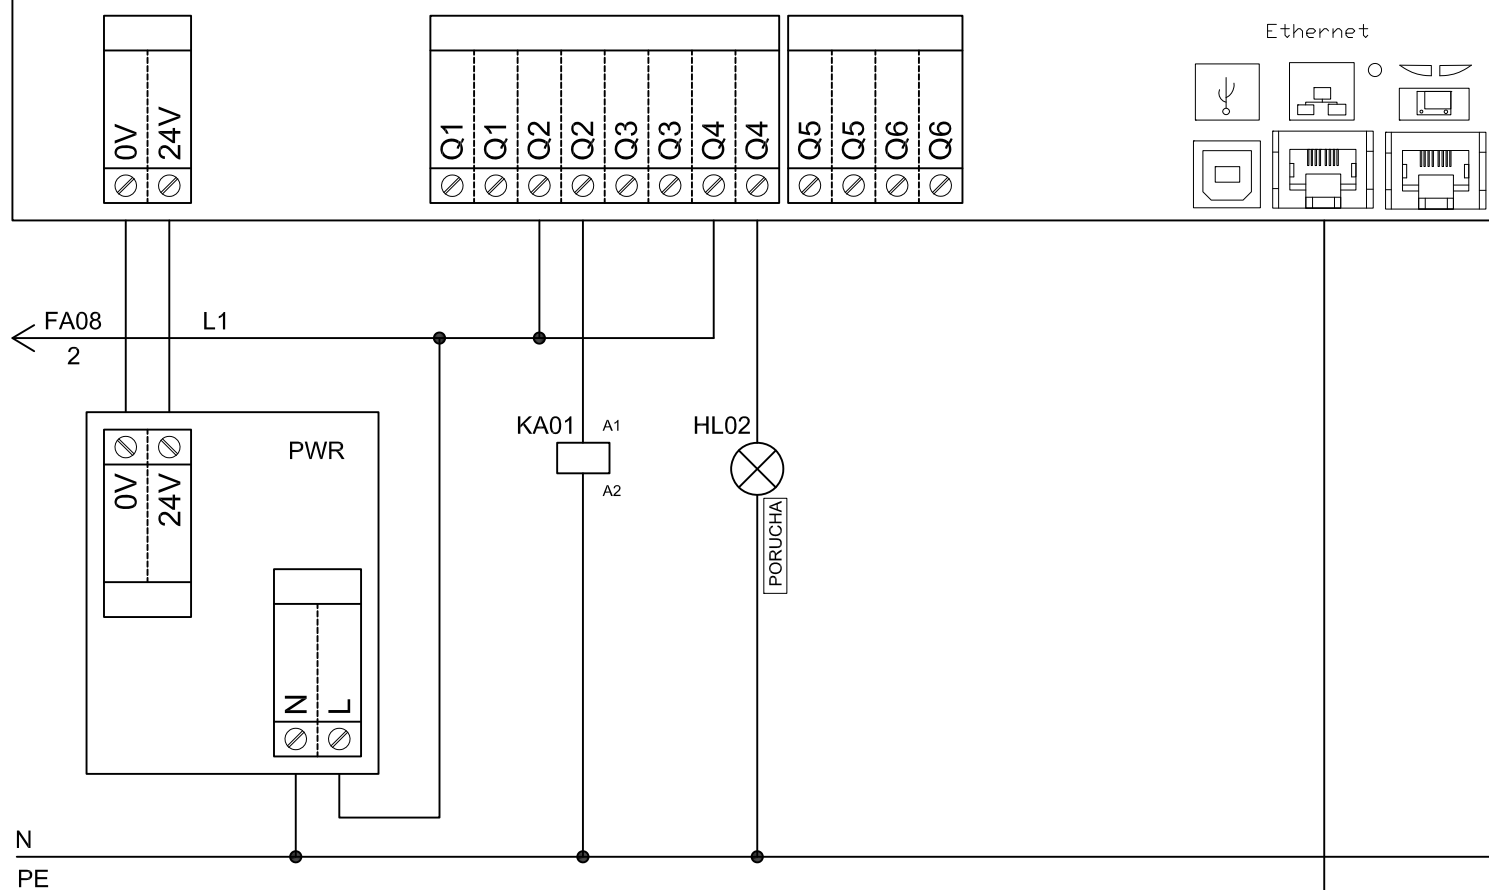 Ethernet
0V
24V
Q1
Q1
Q2
Q2
Q3
Q3
Q4
Q4
Q5
Q5
Q6
Q6
FA08
L1
2
KA01
A1
HL02
PWR
0V
24V
A2
PORUCHA
N
L
N
PE